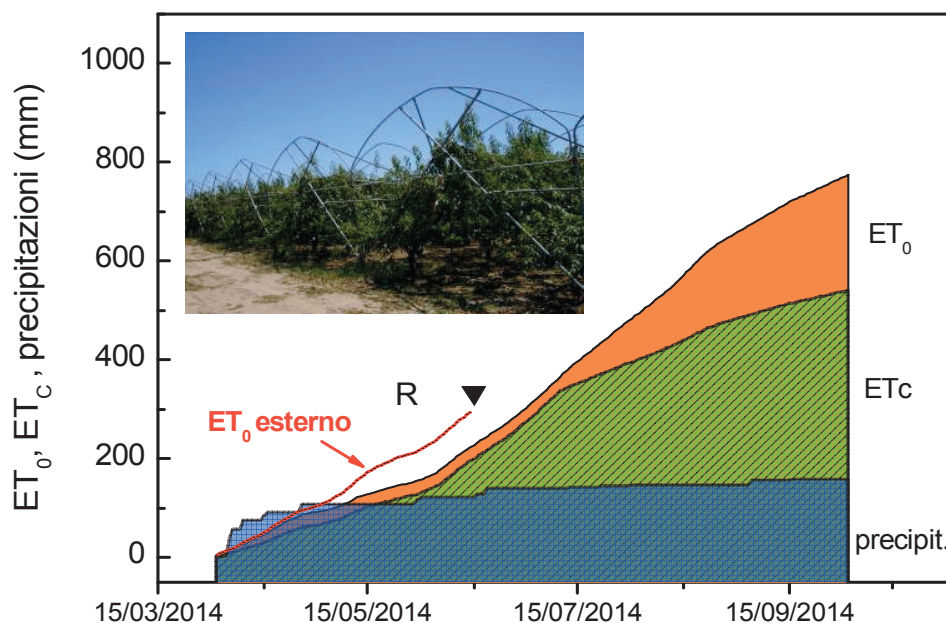 ET0, ETC, precipitazioni (mm)
1000
800
600
400
200
0
R
ET0 esterno
ET0
ETc
precipit.
15/03/2014
15/05/2014
15/07/2014
15/09/2014